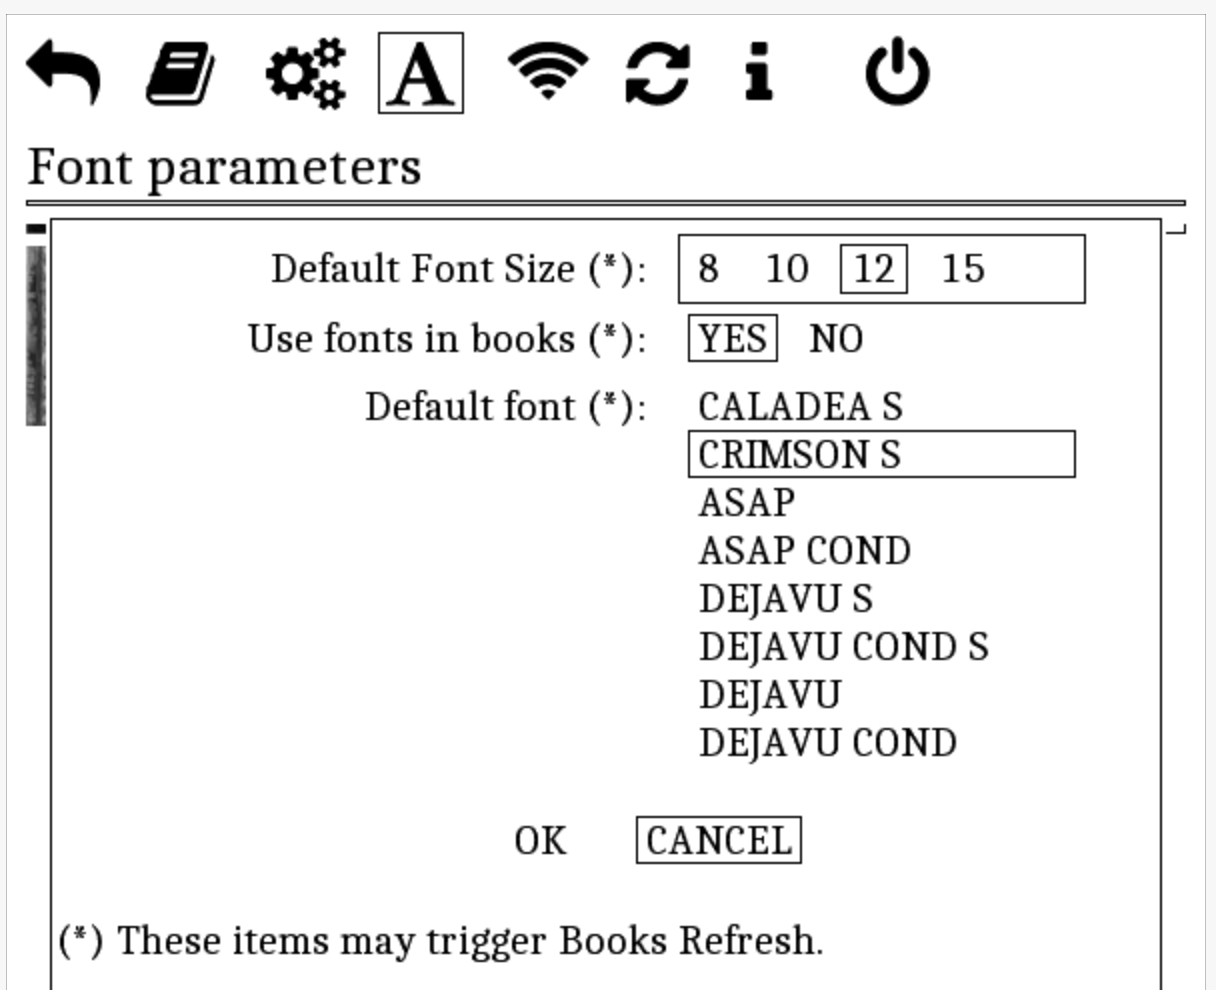 Font parameters
Default Font Size (*): 8 10 12 15
Use fonts in books (*): YES NO
Default font (*): CALADEA S
CRIMSON S
ASAP
ASAP COND
DEJAVU S
DEJAVU COND S
DEJAVU
DEJAVU COND
OK CANCEL
(*) These items may trigger Books Refresh.